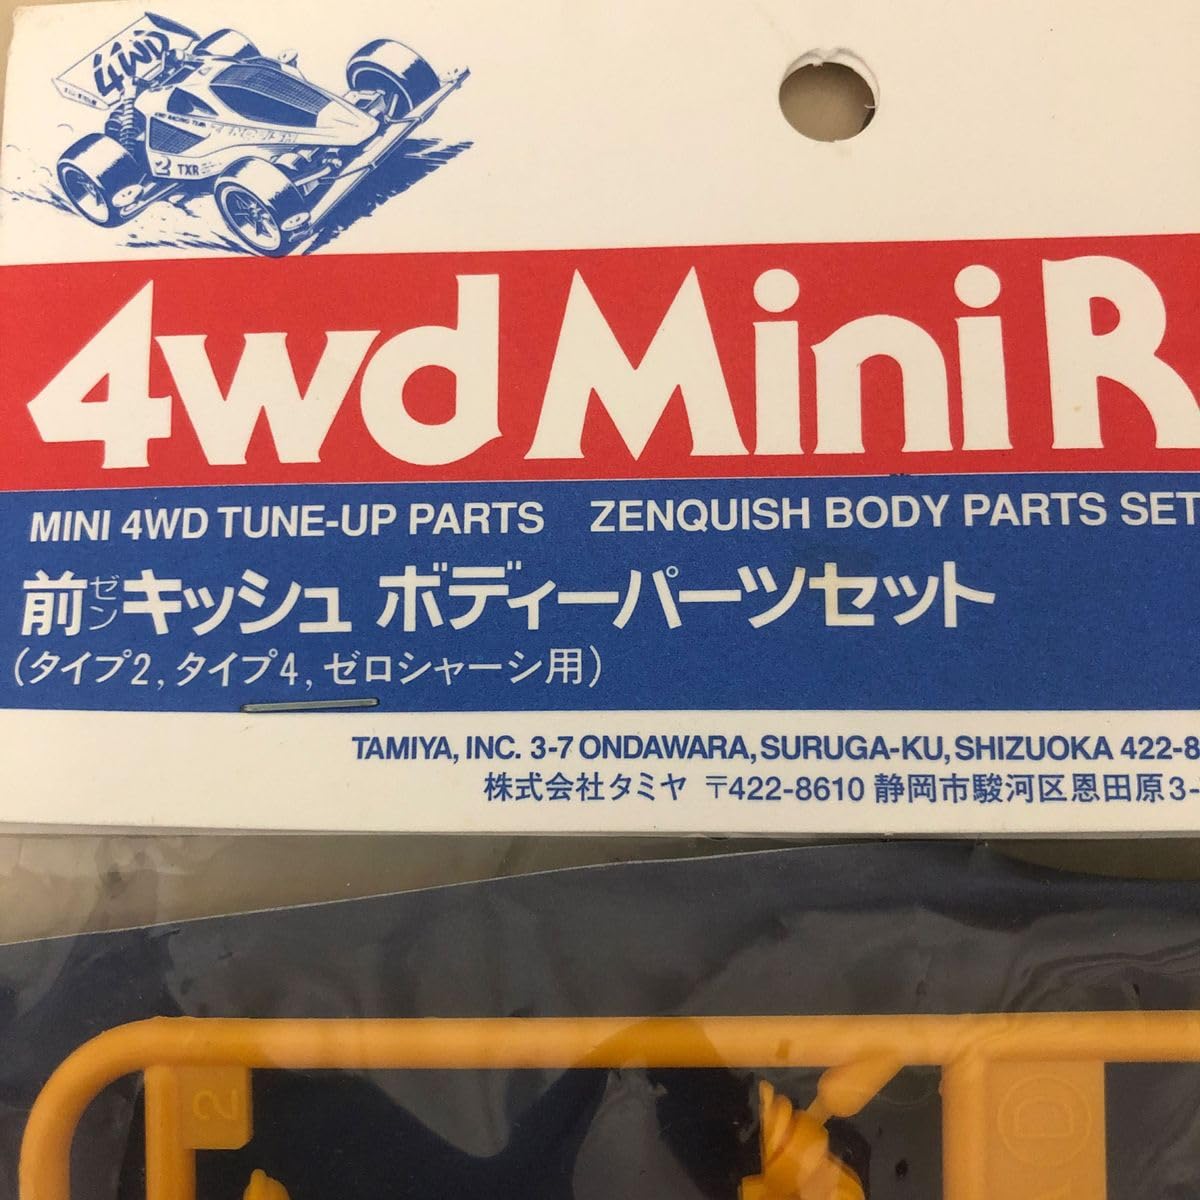 4WD
2 TXR
4wd Mini R
MINI 4WD TUNE-UP PARTS ZENQUISH BODY PARTS SET
前ゼンキッシュ ボディーパーツセット
(タイプ2, タイプ4, ゼロシャーシ用)
TAMIYA, INC. 3-7 ONDAWARA, SURUGA-KU, SHIZUOKA 422-8
株式会社タミヤ 〒422-8610 静岡市駿河区恩田原3-
2
D